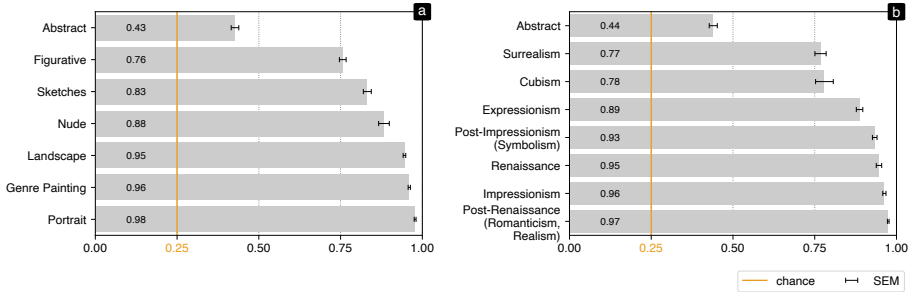 a
Abstract 0.43
Figurative 0.76
Sketches 0.83
Nude 0.88
Landscape 0.95
Genre Painting 0.96
Portrait 0.98
0.00 0.25 0.50 0.75 1.00
b
Abstract 0.44
Surrealism 0.77
Cubism 0.78
Expressionism 0.89
Post-Impressionism
(Symbolism) 0.93
Renaissance 0.95
Impressionism 0.96
Post-Renaissance
(Romanticism, 0.97
Realism)
0.00 0.25 0.50 0.75 1.00
chance SEM